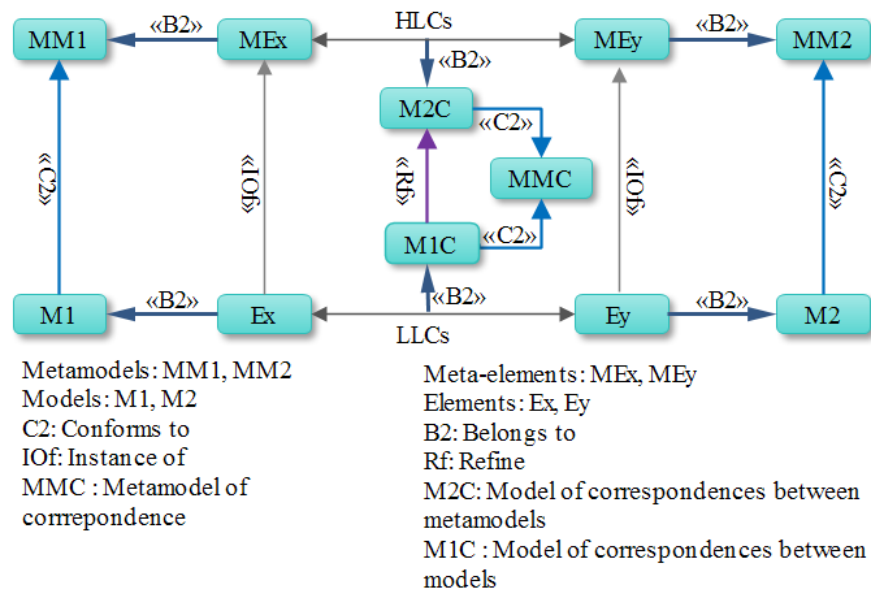 HLCs
MM1 «B2» MEx MEy «B2» MM2
«B2»
M2C «C2»
«C2» «IOf» «Rf» MMC «IOf» «C2»
M1C «C2»
«B2» «B2» «B2»
M1 Ex Ey M2
LLCs
Metamodels: MM1, MM2
Models: M1, M2
C2: Conforms to
IOf: Instance of
MMC : Metamodel of
corrrepondence
Meta-elements: MEx, MEy
Elements: Ex, Ey
B2: Belongs to
Rf: Refine
M2C: Model of correspondences between
metamodels
M1C : Model of correspondences between
models